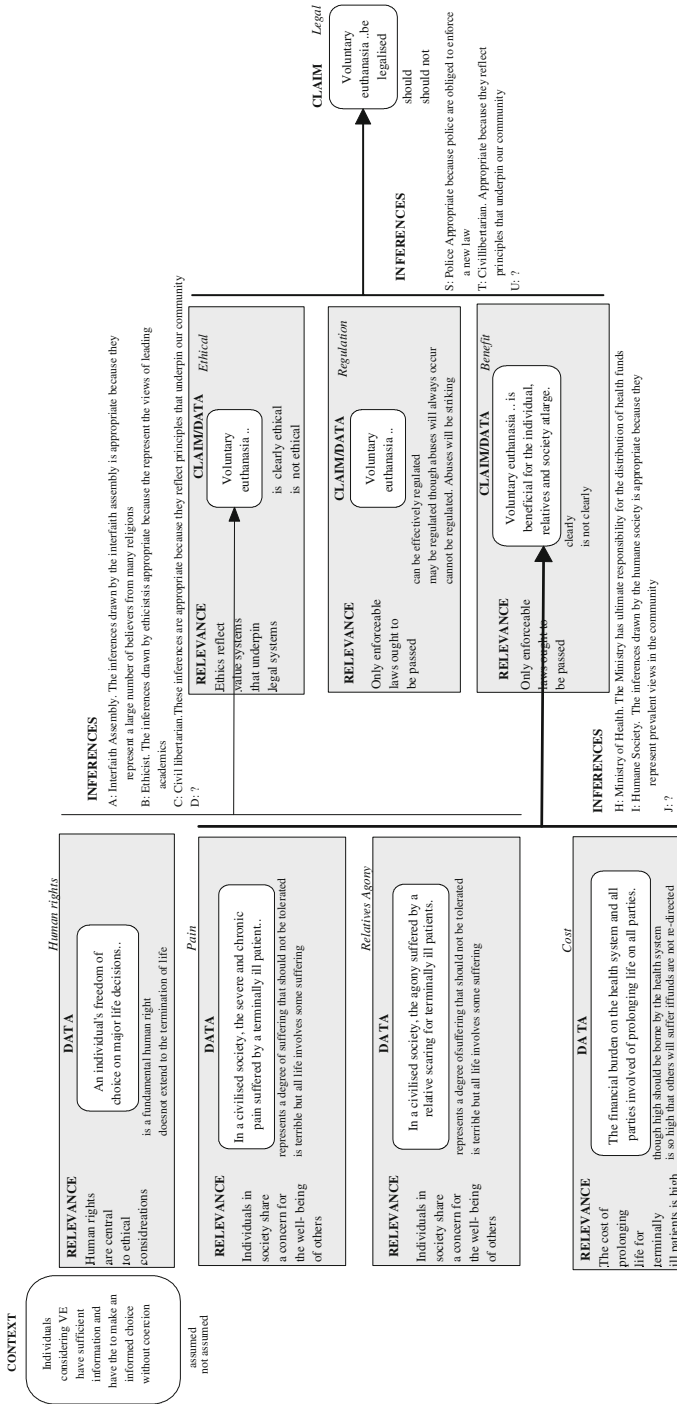 CONTEXT
Individuals
considering VE
have sufficient
information and
have the to make an
informed choice
without coercion
assumed
not assumed
Human rights
RELEVANCE
Human rights
are central
to ethical
considreations
DATA
An individual's freedom of
choice on major life decisions..
is a fundamental human right
doesnot extend to the termination of life
Pain
RELEVANCE
Individuals in
society share
a concern for
the well- being
of others
DATA
In a civilised society, the severe and chronic
pain suffered by a terminally ill patient..
represents a degree of suffering that should not be tolerated
is terrible but all life involves some suffering
Relatives Agony
RELEVANCE
Individuals in
society share
a concern for
the well- being
of others
DATA
In a civilised society, the agony suffered by a
relative scaring for terminally ill patients.
represents a degree ofsuffering that should not be tolerated
is terrible but all life involves some suffering
Cost
RELEVANCE
The cost of
prolonging
life for
terminally
ill patients is high
DATA
The financial burden on the health system and all
parties involved of prolonging life on all parties.
though high should be borne by the health system
is so high that others will suffer iffunds are not re-directed
INFERENCES
A: Interfaith Assembly. The inferences drawn by the interfaith assembly is appropriate because they
represent a large number of believers from many religions
B: Ethicist. The inferences drawn by ethicistsis appropriate because the represent the views of leading
academics
C: Civil libertarian.These inferences are appropriate because they reflect principles that underpin our community
D: ?
Ethical
RELEVANCE
Ethics reflect
value systems
that underpin
legal systems
CLAIM/DATA
Voluntary
euthanasia ..
is clearly ethical
is not ethical
Regulation
RELEVANCE
Only enforceable
laws ought to
be passed
CLAIM/DATA
Voluntary
euthanasia ..
can be effectively regulated
may be regulated though abuses will always occur
cannot be regulated. Abuses will be striking
Benefit
RELEVANCE
Only enforceable
laws ought to
be passed
CLAIM/DATA
Voluntary euthanasia .. is
beneficial for the individual,
relatives and society atlarge.
clearly
is not clearly
INFERENCES
H: Ministry of Health. The Ministry has ultimate responsibility for the distribution of health funds
I: Humane Society. The inferences drawn by the humane society is appropriate because they
represent prevalent views in the community
J: ?
INFERENCES
S: Police Appropriate because police are obliged to enforce
a new law
T: Civillibertarian. Appropriate because they reflect
principles that underpin our community
U: ?
CLAIM
Legal
Voluntary
euthanasia ..be
legalised
should
should not